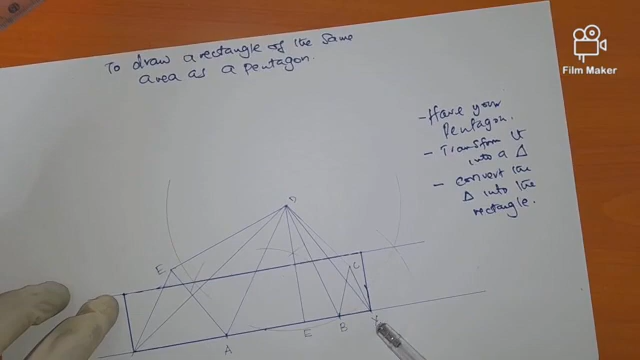 To draw a rectangle of the same
area as a pentagon.
Film Maker
- Have your
Pentagon.
- Transform it
into a Δ
- Convert the
Δ into the
rectangle.
D
E
C
A
E
B
Y